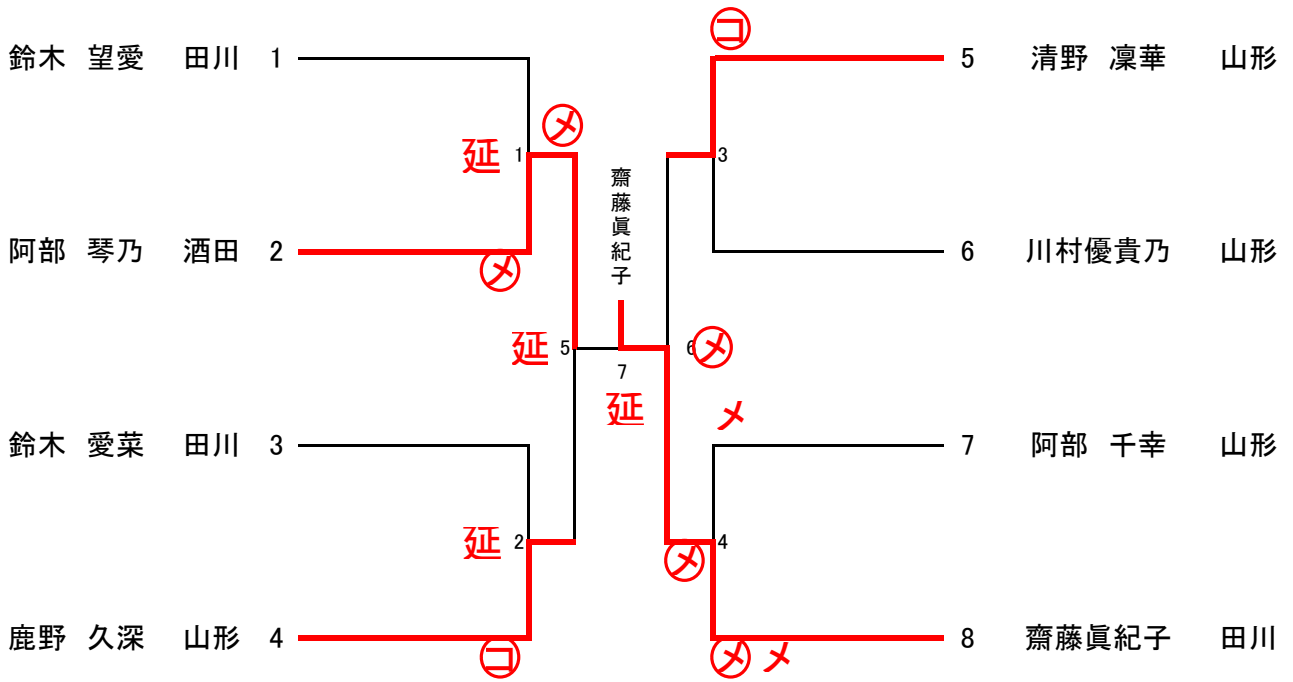 コ
鈴木 望愛 田川 1
5 清野 凜華 山形
メ
延 1
3
齋藤眞紀子
阿部 琴乃 酒田 2
6 川村優貴乃 山形
メ
延 5
6 メ
7
延
メ
鈴木 愛菜 田川 3
7 阿部 千幸 山形
延 2
4
メ
鹿野 久深 山形 4
8 齋藤眞紀子 田川
コ
メ メ